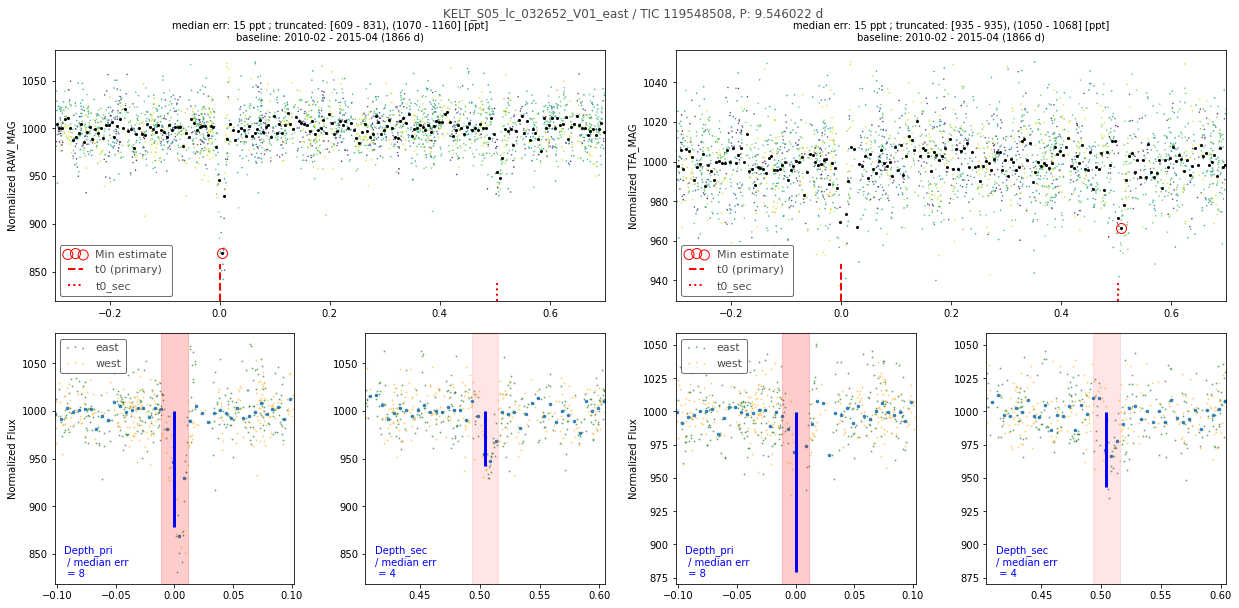 KELT_S05_lc_032652_V01_east / TIC 119548508, P: 9.546022 d
median err: 15 ppt ; truncated: [609 - 831), (1070 - 1160] [ppt]
baseline: 2010-02 - 2015-04 (1866 d)
Normalized RAW_MAG
1050
1000
950
900
850
Min estimate
t0 (primary)
t0_sec
−0.2 0.0 0.2 0.4 0.6
median err: 15 ppt ; truncated: [935 - 935), (1050 - 1068] [ppt]
baseline: 2010-02 - 2015-04 (1866 d)
Normalized TFA_MAG
1040
1020
1000
980
960
940
Min estimate
t0 (primary)
t0_sec
−0.2 0.0 0.2 0.4 0.6
Normalized Flux
1050
1000
950
900
850
east
west
Depth_pri
/ median err
= 8
−0.10 −0.05 0.00 0.05 0.10
1050
1000
950
900
850
Depth_sec
/ median err
= 4
0.45 0.50 0.55 0.60
Normalized Flux
1050
1025
1000
975
950
925
900
875
east
west
Depth_pri
/ median err
= 8
−0.10 −0.05 0.00 0.05 0.10
1050
1025
1000
975
950
925
900
875
Depth_sec
/ median err
= 4
0.45 0.50 0.55 0.60